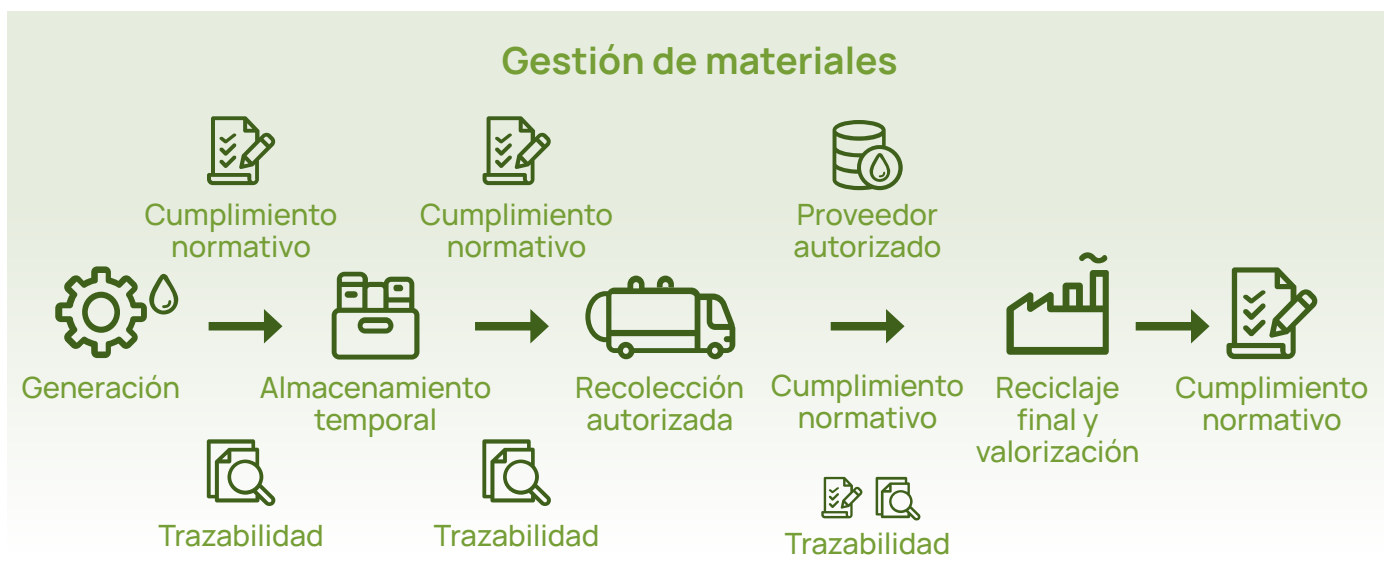 Gestión de materiales
Cumplimiento
normativo
Cumplimiento
normativo
Proveedor
autorizado
Generación
Almacenamiento
temporal
Recolección
autorizada
Cumplimiento
normativo
Reciclaje
final y
valorización
Cumplimiento
normativo
Trazabilidad
Trazabilidad
Trazabilidad